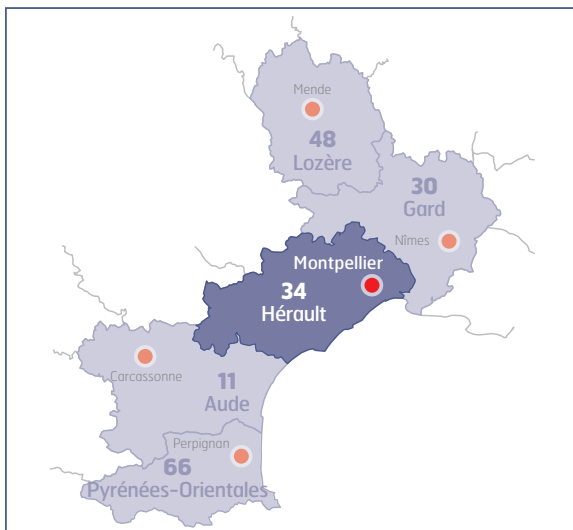 Mende
48
Lozère
30
Gard
Nîmes
Montpellier
34
Hérault
Carcassonne
11
Aude
Perpignan
66
Pyrénées-Orientales